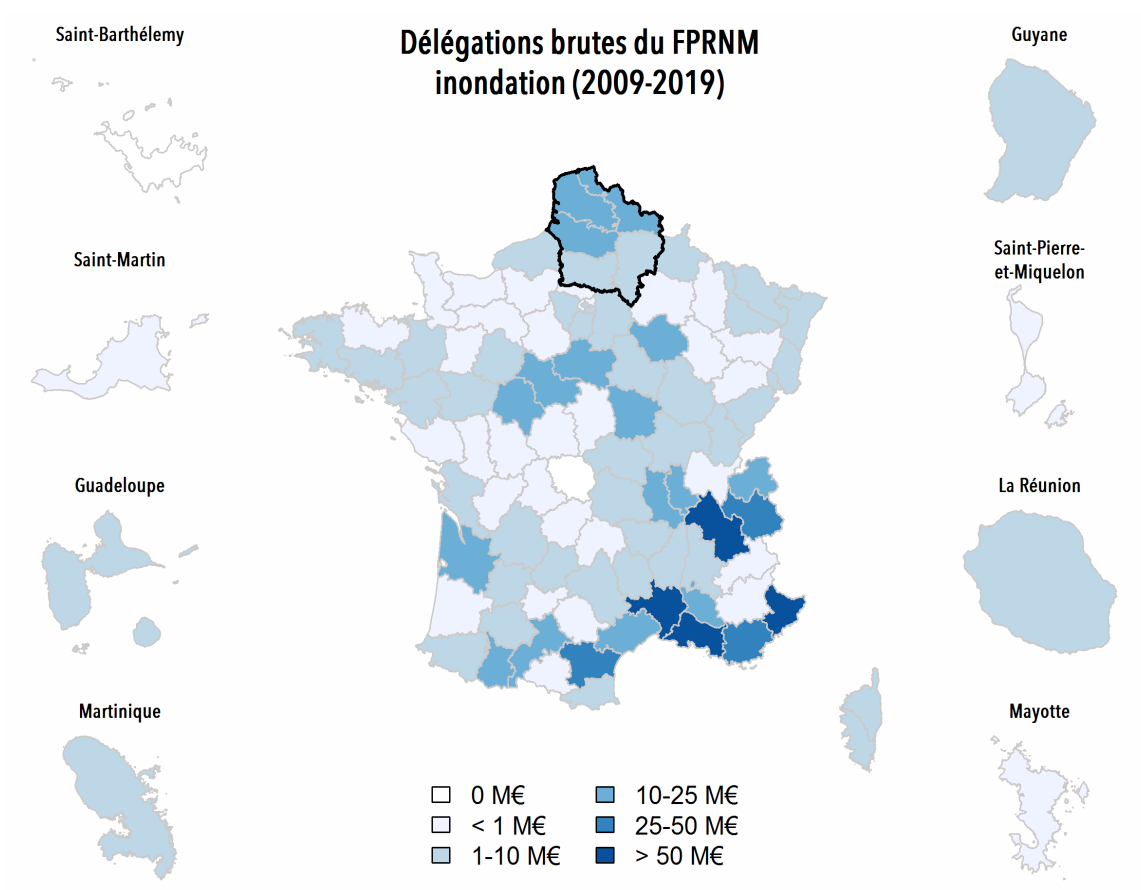 Délégations brutes du FPRNM
inondation (2009-2019)
Saint-Barthélemy
Guyane
Saint-Martin
Saint-Pierre-
et-Miquelon
Guadeloupe
La Réunion
Martinique
Mayotte
0 M€
< 1 M€
1-10 M€
10-25 M€
25-50 M€
> 50 M€